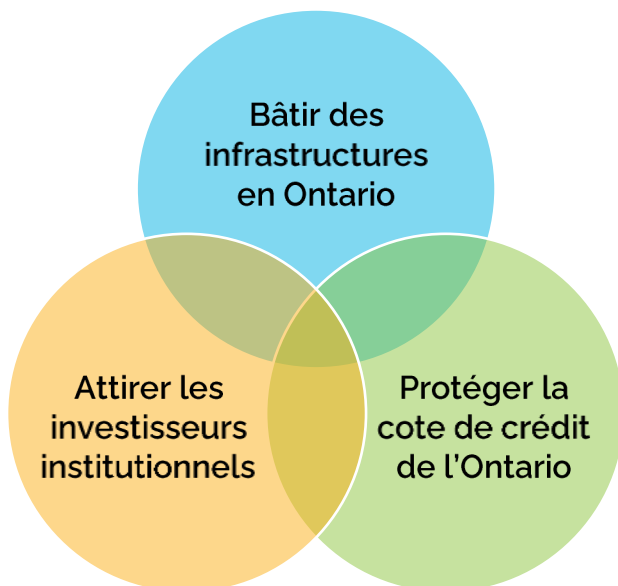 Bâtir des
infrastructures
en Ontario
Attirer les
investisseurs
institutionnels
Protéger la
cote de crédit
de l’Ontario